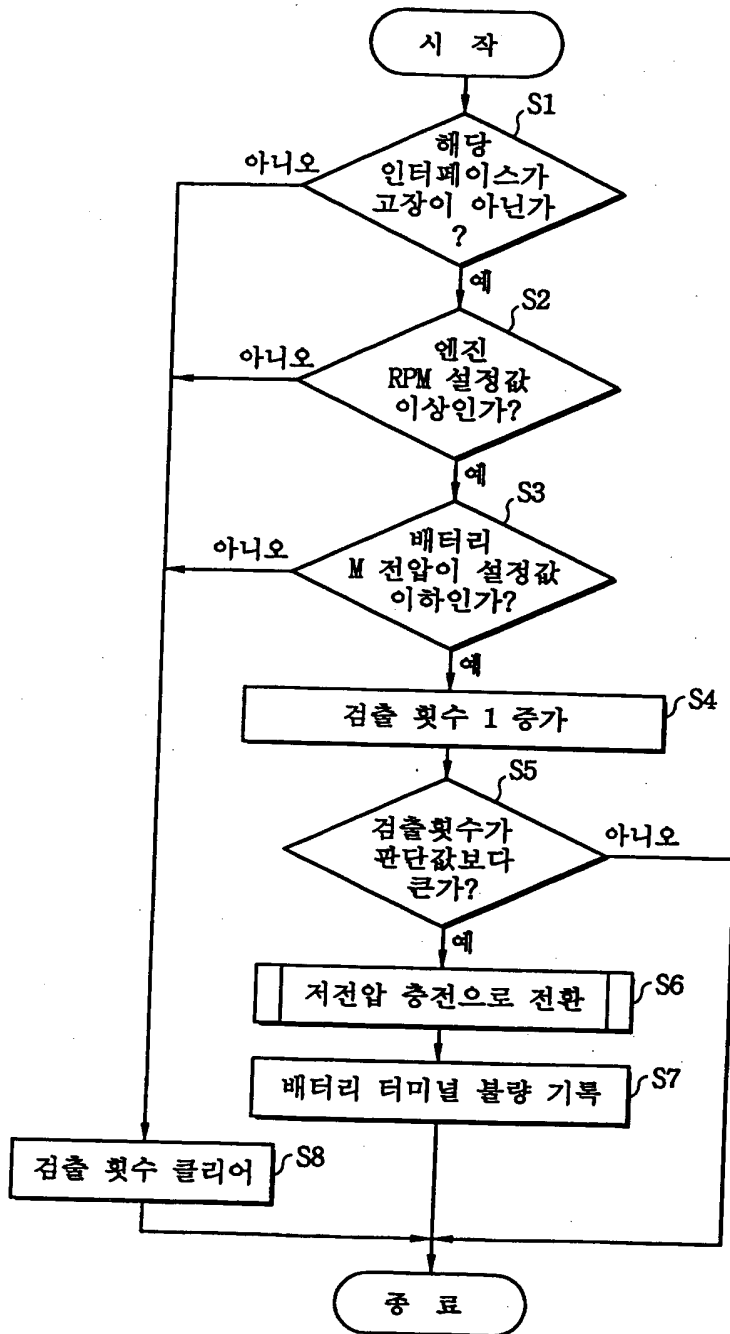 시 작
S1
해당
인터페이스가
고장이 아닌가
?
아니오
예
S2
엔진
RPM 설정값
이상인가?
아니오
예
S3
배터리
M 전압이 설정값
이하인가?
아니오
예
검출 횟수 1 증가
S4
S5
검출횟수가
판단값보다
큰가?
아니오
예
저전압 충전으로 전환
S6
배터리 터미널 불량 기록
S7
검출 횟수 클리어
S8
종 료